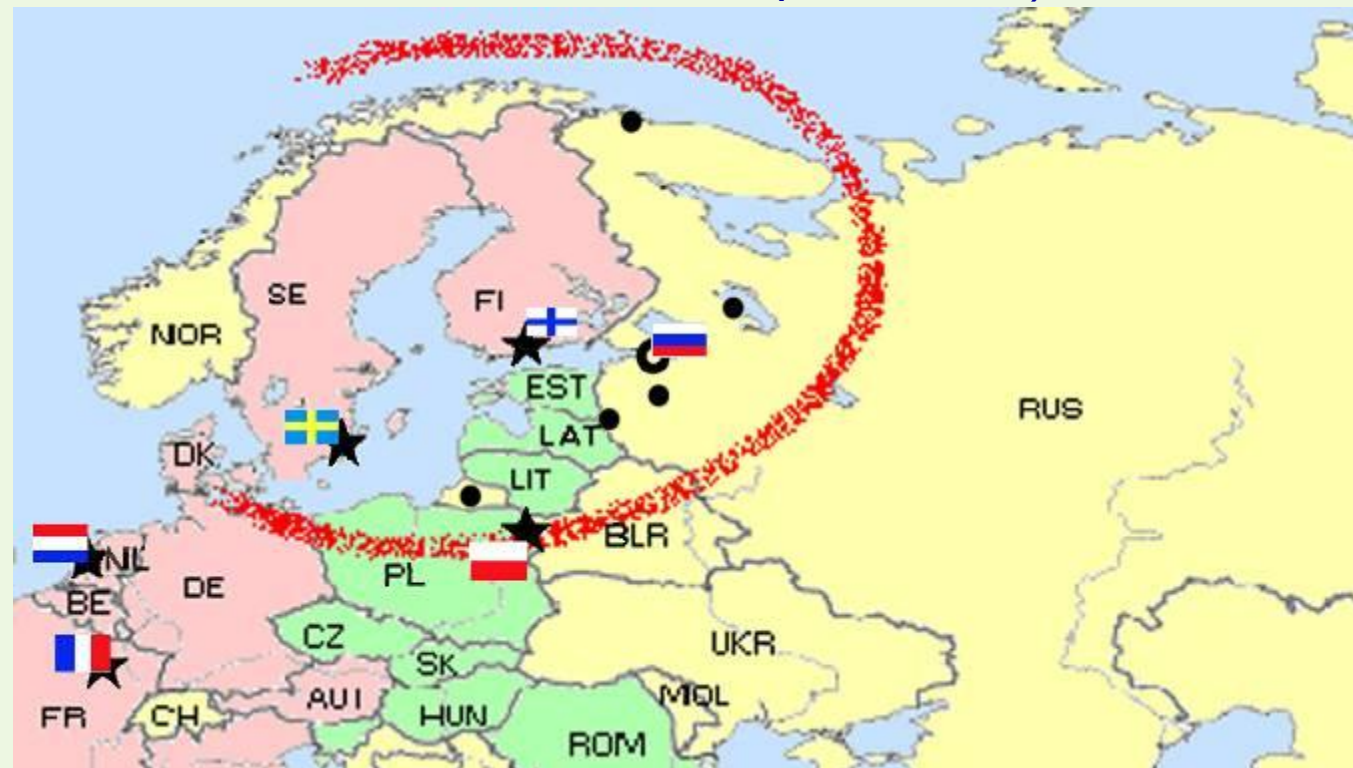 SE
FI
NOR
EST
RUS
LAT
DK
LIT
BLR
NL
PL
DE
BE
CZ
UKR
SK
AUT
MOL
FR
CH
HUN
ROM